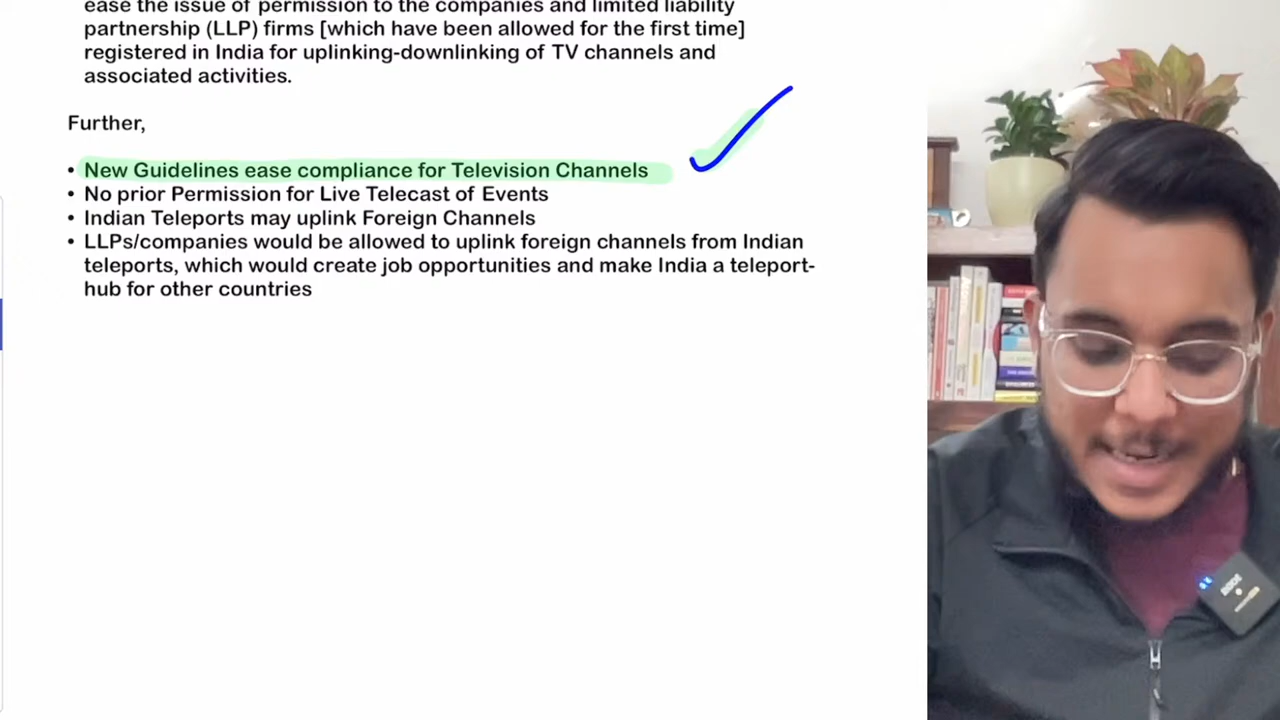 ease the issue of permission to the companies and limited liability
partnership (LLP) firms [which have been allowed for the first time]
registered in India for uplinking-downlinking of TV channels and
associated activities.
Further,
• New Guidelines ease compliance for Television Channels
• No prior Permission for Live Telecast of Events
• Indian Teleports may uplink Foreign Channels
• LLPs/companies would be allowed to uplink foreign channels from Indian
teleports, which would create job opportunities and make India a teleport-
hub for other countries
RODE